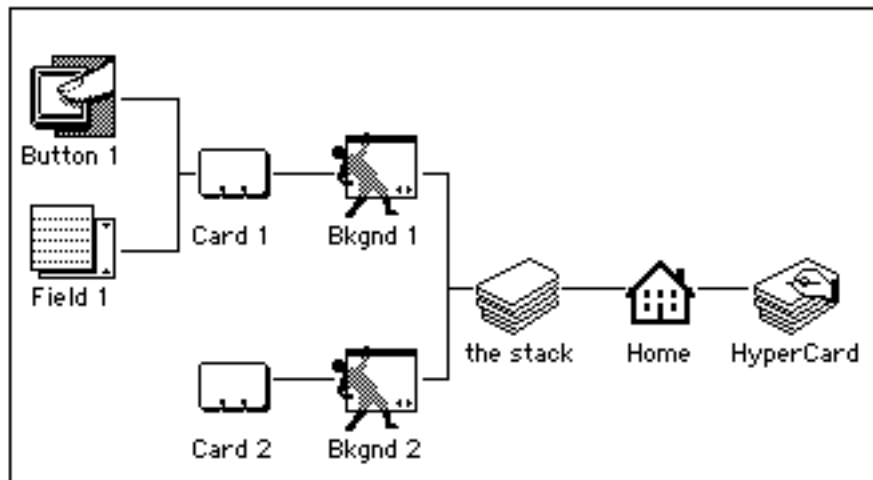 Button 1
Field 1
Card 1
Bkgnd 1
the stack
Home
HyperCard
Card 2
Bkgnd 2